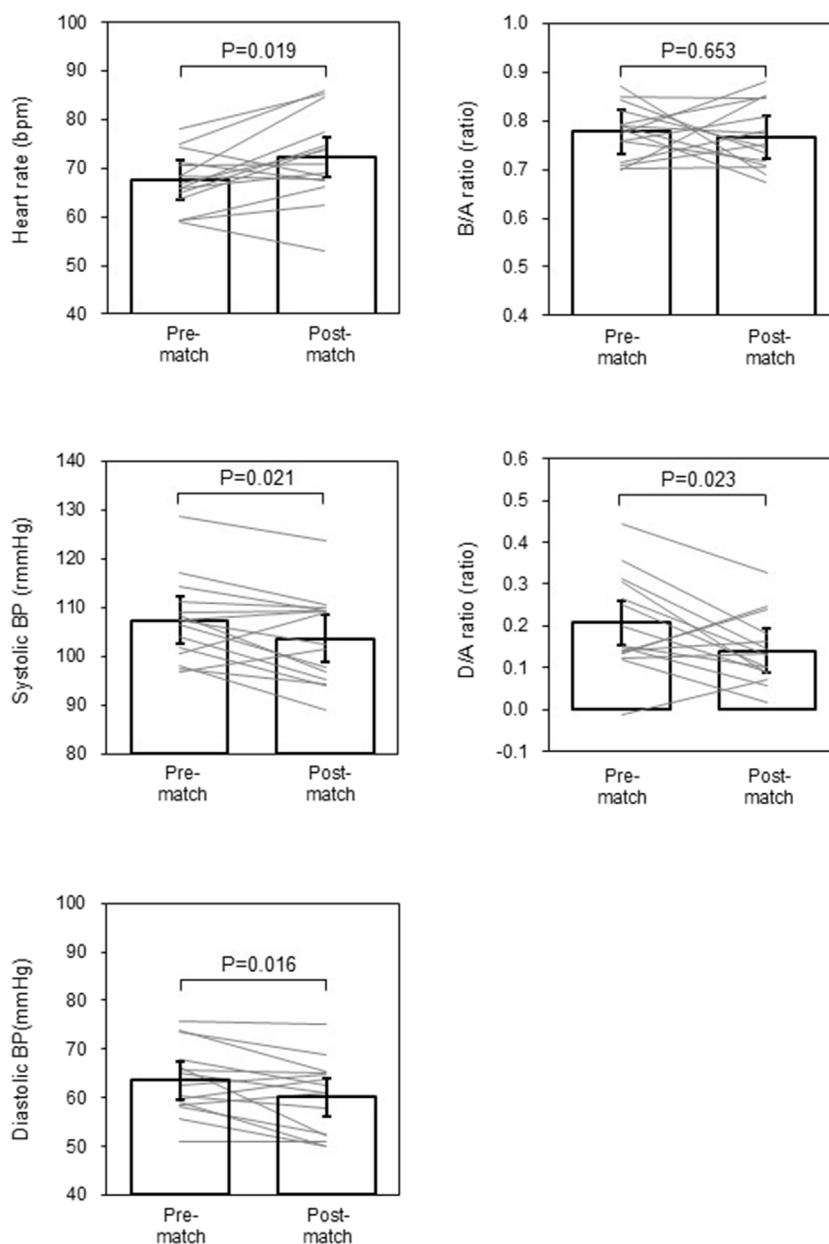 Heart rate (bpm)
100
90
80
70
60
50
40
P=0.019
Pre-
match
Post-
match
B/A ratio (ratio)
1.0
0.9
0.8
0.7
0.6
0.5
0.4
P=0.653
Pre-
match
Post-
match
Systolic BP (rmmHg)
140
130
120
110
100
90
80
P=0.021
Pre-
match
Post-
match
D/A ratio (ratio)
0.6
0.5
0.4
0.3
0.2
0.1
0.0
-0.1
P=0.023
Pre-
match
Post-
match
Diastolic BP(mmHg)
100
90
80
70
60
50
40
P=0.016
Pre-
match
Post-
match